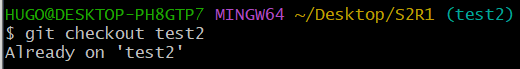 HUGO@DESKTOP-PH8GTP7 MINGW64 ~/Desktop/S2R1 (test2)
$ git checkout test2
Already on 'test2'